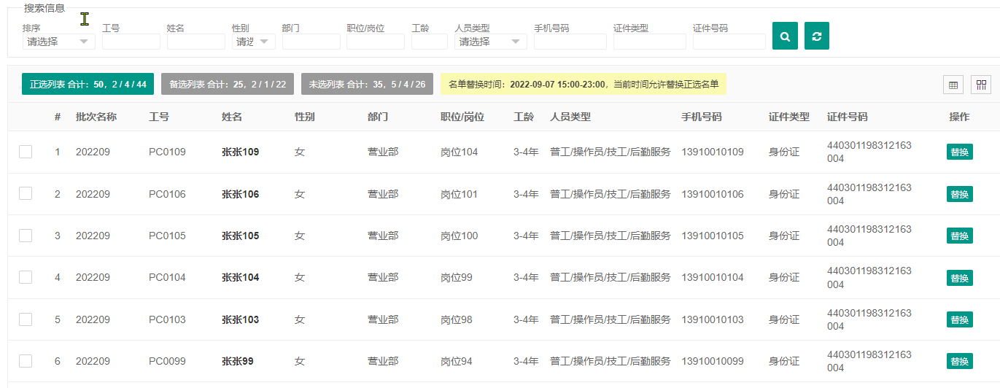 搜索信息
排序 工号 姓名 性别 部门 职位/岗位 工龄 人员类型 手机号码 证件类型 证件号码
请选择 请选 请选择
正选列表 合计：50，2 / 4 / 44 备选列表 合计：25，2 / 1 / 22 未选列表 合计：35，5 / 4 / 26 名单替换时间：2022-09-07 15:00-23:00，当前时间允许替换正选名单
# 批次名称 工号 姓名 性别 部门 职位/岗位 工龄 人员类型 手机号码 证件类型 证件号码 操作
1 202209 PC0109 张张109 女 营业部 岗位104 3-4年 普工/操作员/技工/后勤服务 13910010109 身份证 440301198312163 替换
004
2 202209 PC0106 张张106 女 营业部 岗位101 3-4年 普工/操作员/技工/后勤服务 13910010106 身份证 440301198312163 替换
004
3 202209 PC0105 张张105 女 营业部 岗位100 3-4年 普工/操作员/技工/后勤服务 13910010105 身份证 440301198312163 替换
004
4 202209 PC0104 张张104 女 营业部 岗位99 3-4年 普工/操作员/技工/后勤服务 13910010104 身份证 440301198312163 替换
004
5 202209 PC0103 张张103 女 营业部 岗位98 3-4年 普工/操作员/技工/后勤服务 13910010103 身份证 440301198312163 替换
004
6 202209 PC0099 张张99 女 营业部 岗位94 3-4年 普工/操作员/技工/后勤服务 13910010099 身份证 440301198312163 替换
004